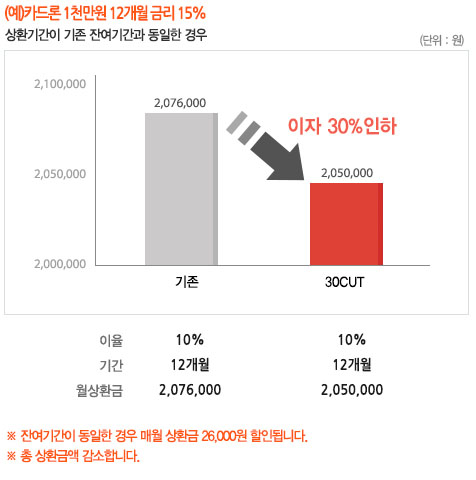 (예)카드론 1천만원 12개월 금리 15%
상환기간이 기존 잔여기간과 동일한 경우
(단위 : 원)
2,100,000
2,076,000
이자 30%인하
2,050,000
2,050,000
2,000,000
기존 30CUT
이율 10% 10%
기간 12개월 12개월
월상환금 2,076,000 2,050,000
※ 잔여기간이 동일한 경우 매월 상환금 26,000원 할인됩니다.
※ 총 상환금액 감소합니다.